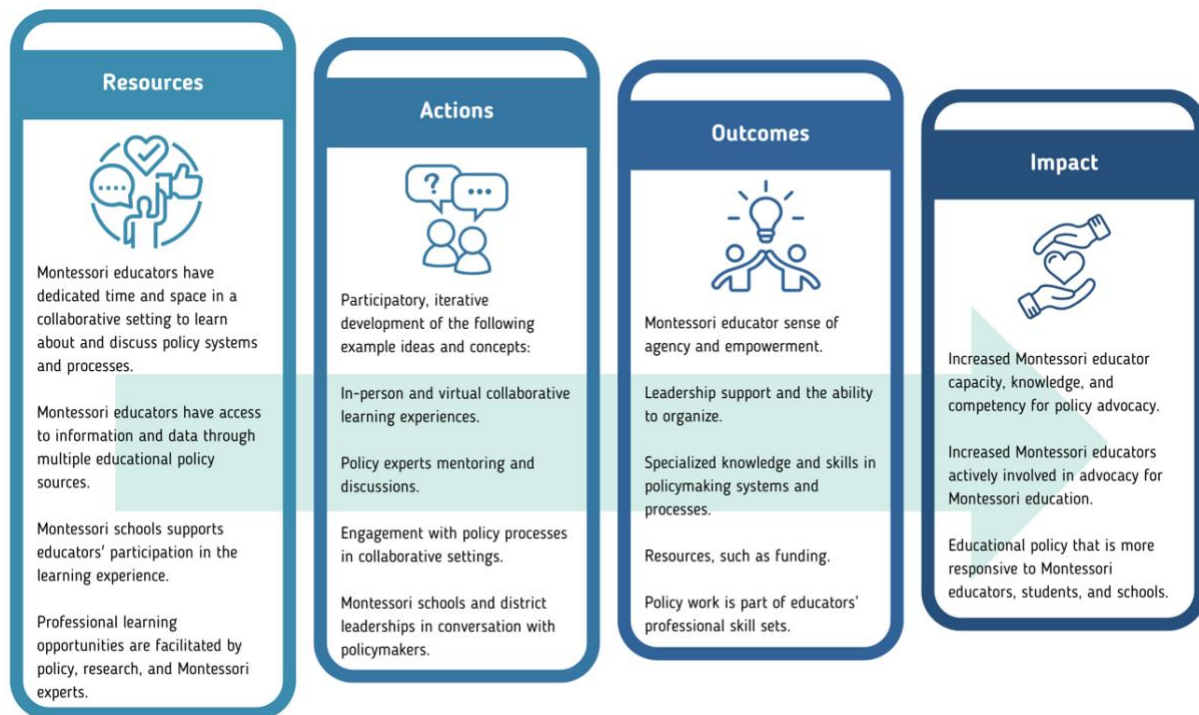 Resources
Montessori educators have
dedicated time and space in a
collaborative setting to learn
about and discuss policy systems
and processes.
Montessori educators have access
to information and data through
multiple educational policy
sources.
Montessori schools supports
educators' participation in the
learning experience.
Professional learning
opportunities are facilitated by
policy, research, and Montessori
experts.
Actions
?
Participatory, iterative
development of the following
example ideas and concepts:
In-person and virtual collaborative
learning experiences.
Policy experts mentoring and
discussions.
Engagement with policy processes
in collaborative settings.
Montessori schools and district
leaderships in conversation with
policymakers.
Outcomes
Montessori educator sense of
agency and empowerment.
Leadership support and the ability
to organize.
Specialized knowledge and skills in
policymaking systems and
processes.
Resources, such as funding.
Policy work is part of educators'
professional skill sets.
Impact
Increased Montessori educator
capacity, knowledge, and
competency for policy advocacy.
Increased Montessori educators
actively involved in advocacy for
Montessori education.
Educational policy that is more
responsive to Montessori
educators, students, and schools.